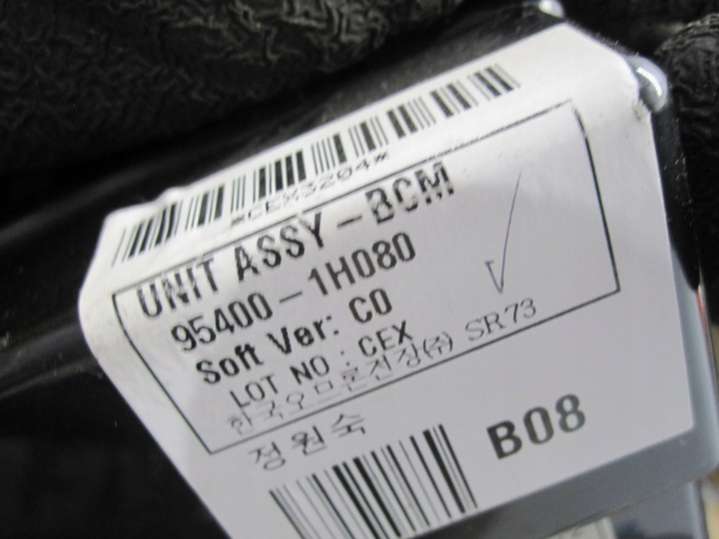 *CEX3204*
UNIT ASSY-BCM
95400-1H080
Soft Ver: C0
LOT NO : CEX
한국오므론전장(주) SR73
정원숙
B08